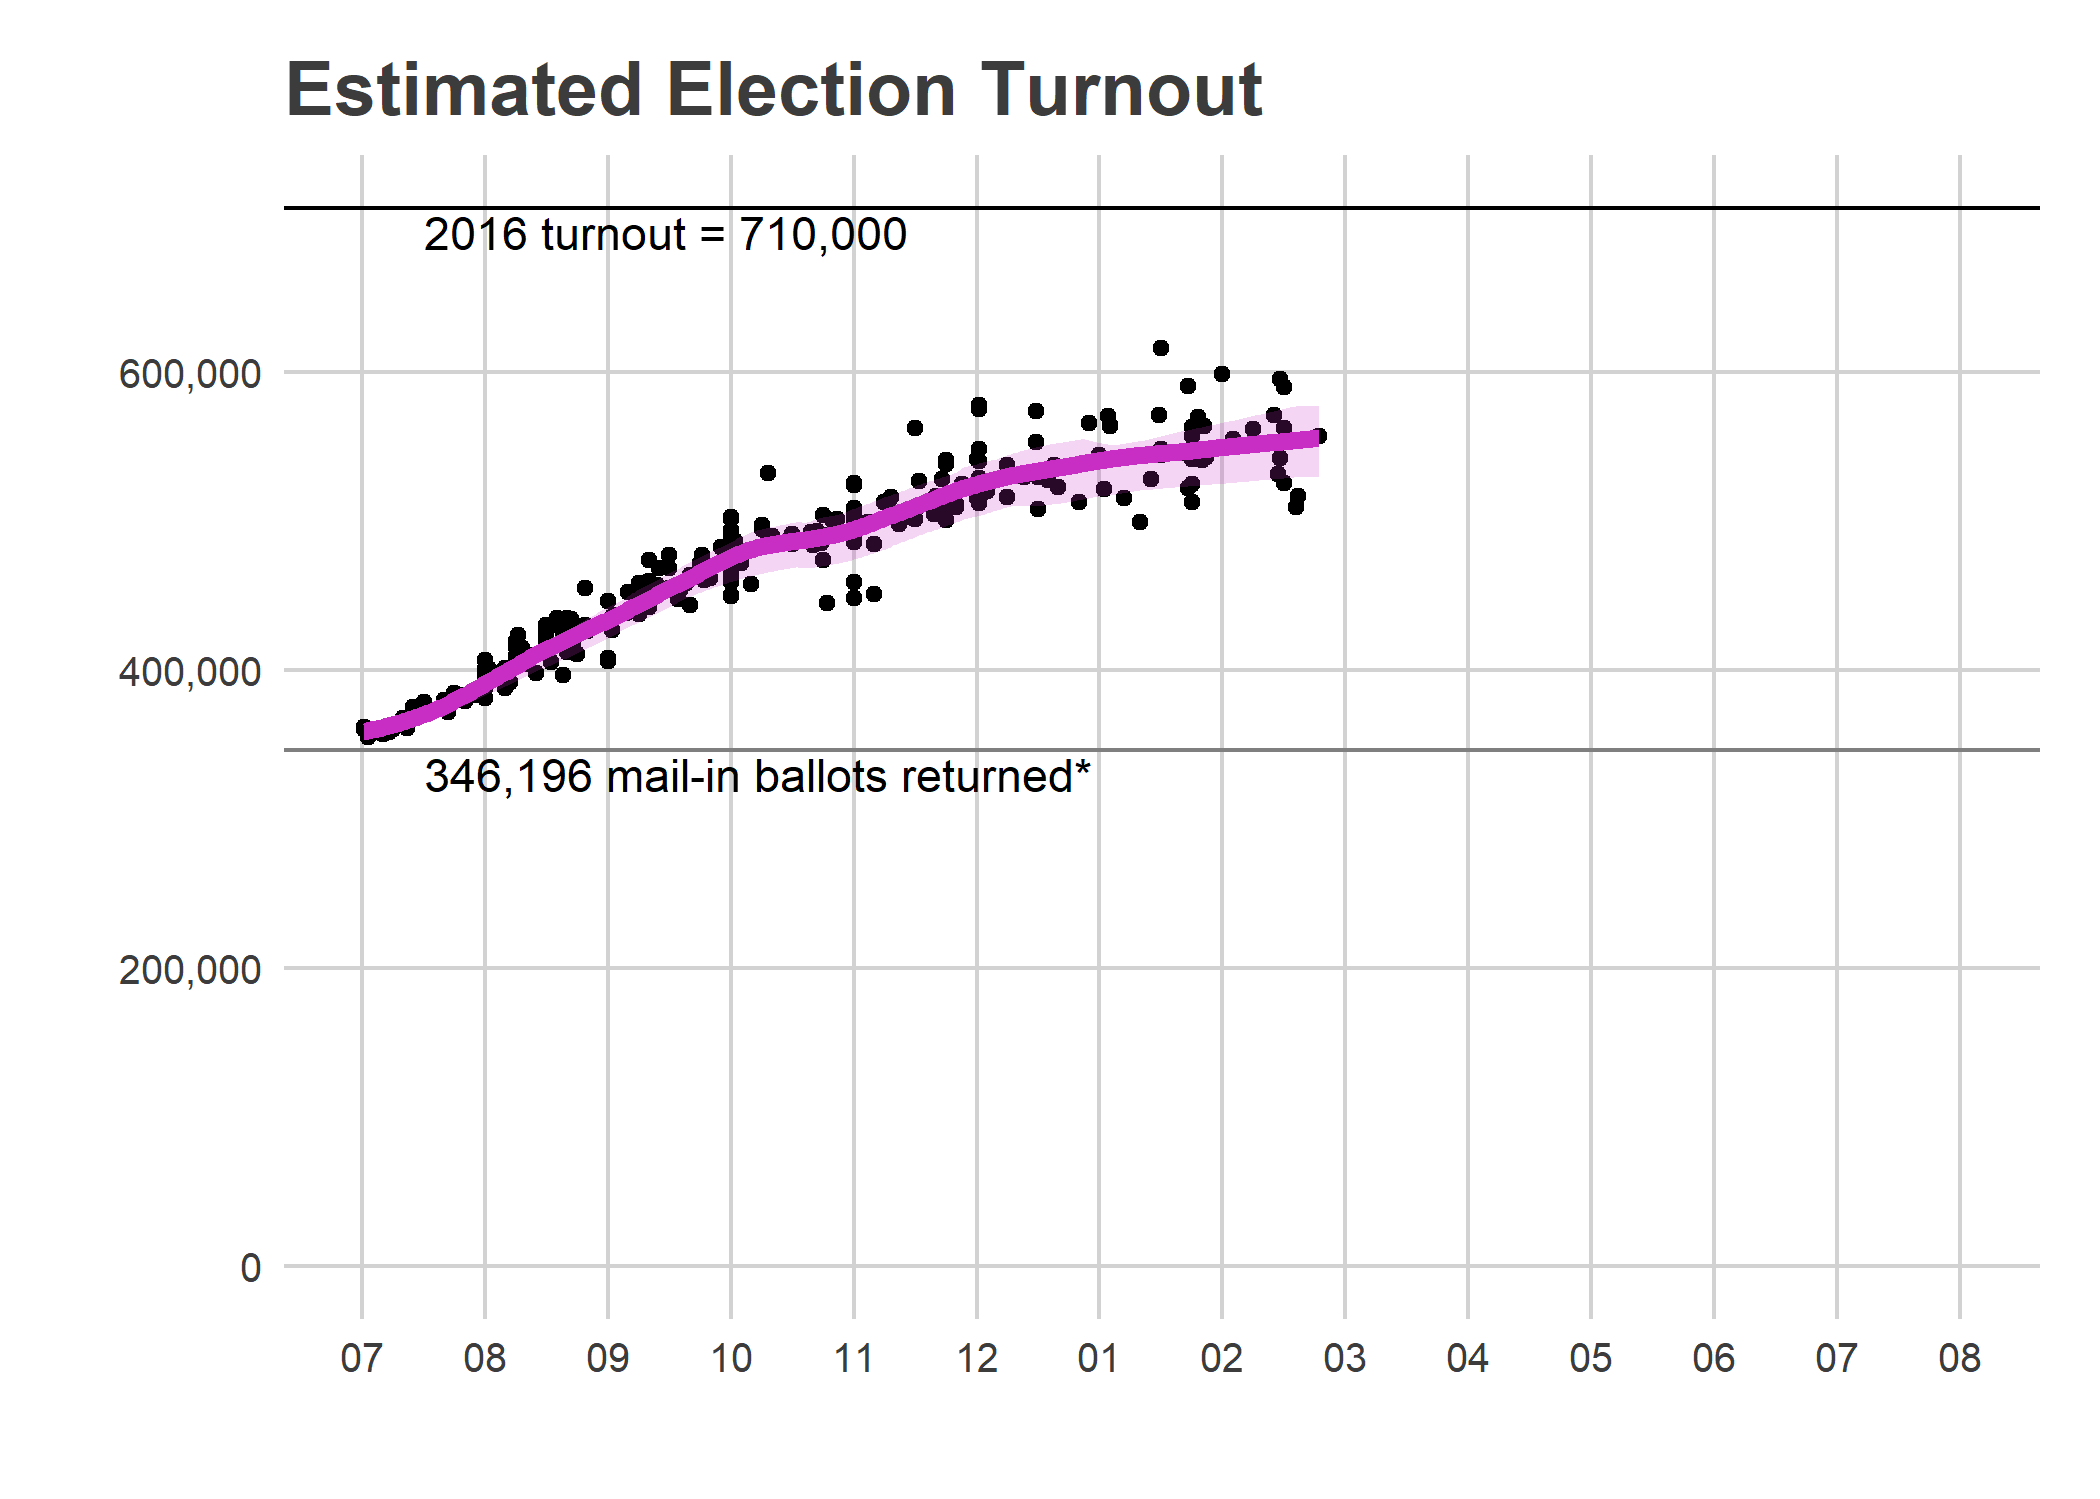 Estimated Election Turnout
2016 turnout = 710,000
600,000
400,000
346,196 mail-in ballots returned*
200,000
0
07 08 09 10 11 12 01 02 03 04 05 06 07 08